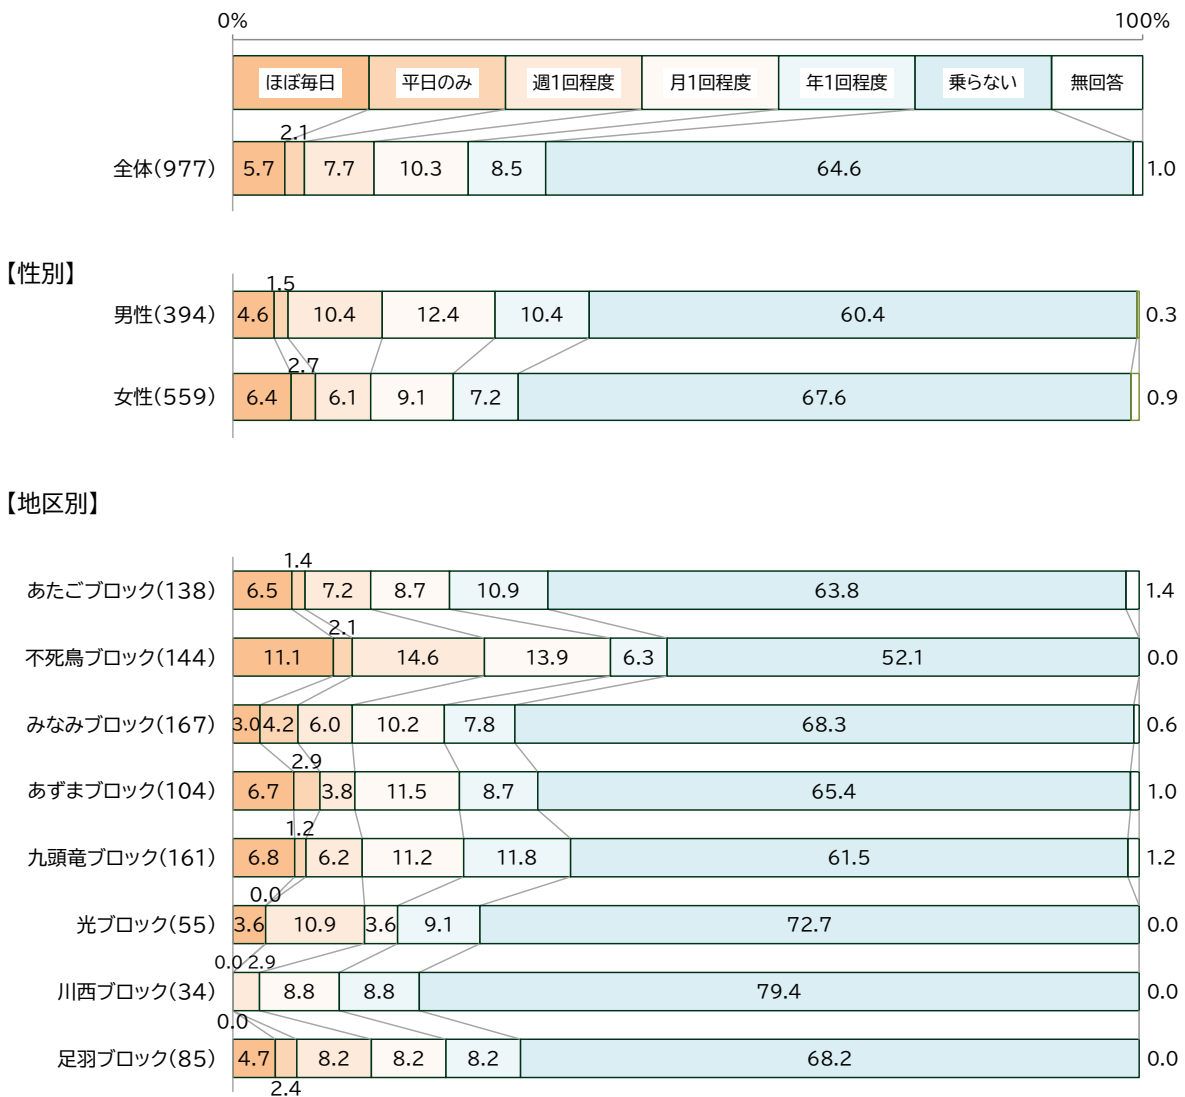 0% 100%
ほぼ毎日 平日のみ 週1回程度 月1回程度 年1回程度 乗らない 無回答
2.1
全体(977) 5.7 7.7 10.3 8.5 64.6 1.0
【性別】
1.5
男性(394) 4.6 10.4 12.4 10.4 60.4 0.3
2.7
女性(559) 6.4 6.1 9.1 7.2 67.6 0.9
【地区別】
1.4
あたごブロック(138) 6.5 7.2 8.7 10.9 63.8 1.4
2.1
不死鳥ブロック(144) 11.1 14.6 13.9 6.3 52.1 0.0
みなみブロック(167) 3.0 4.2 6.0 10.2 7.8 68.3 0.6
2.9
あずまブロック(104) 6.7 3.8 11.5 8.7 65.4 1.0
1.2
九頭竜ブロック(161) 6.8 6.2 11.2 11.8 61.5 1.2
0.0
光ブロック(55) 3.6 10.9 3.6 9.1 72.7 0.0
0.0 2.9
川西ブロック(34) 8.8 8.8 79.4 0.0
0.0
足羽ブロック(85) 4.7 8.2 8.2 8.2 68.2 0.0
2.4